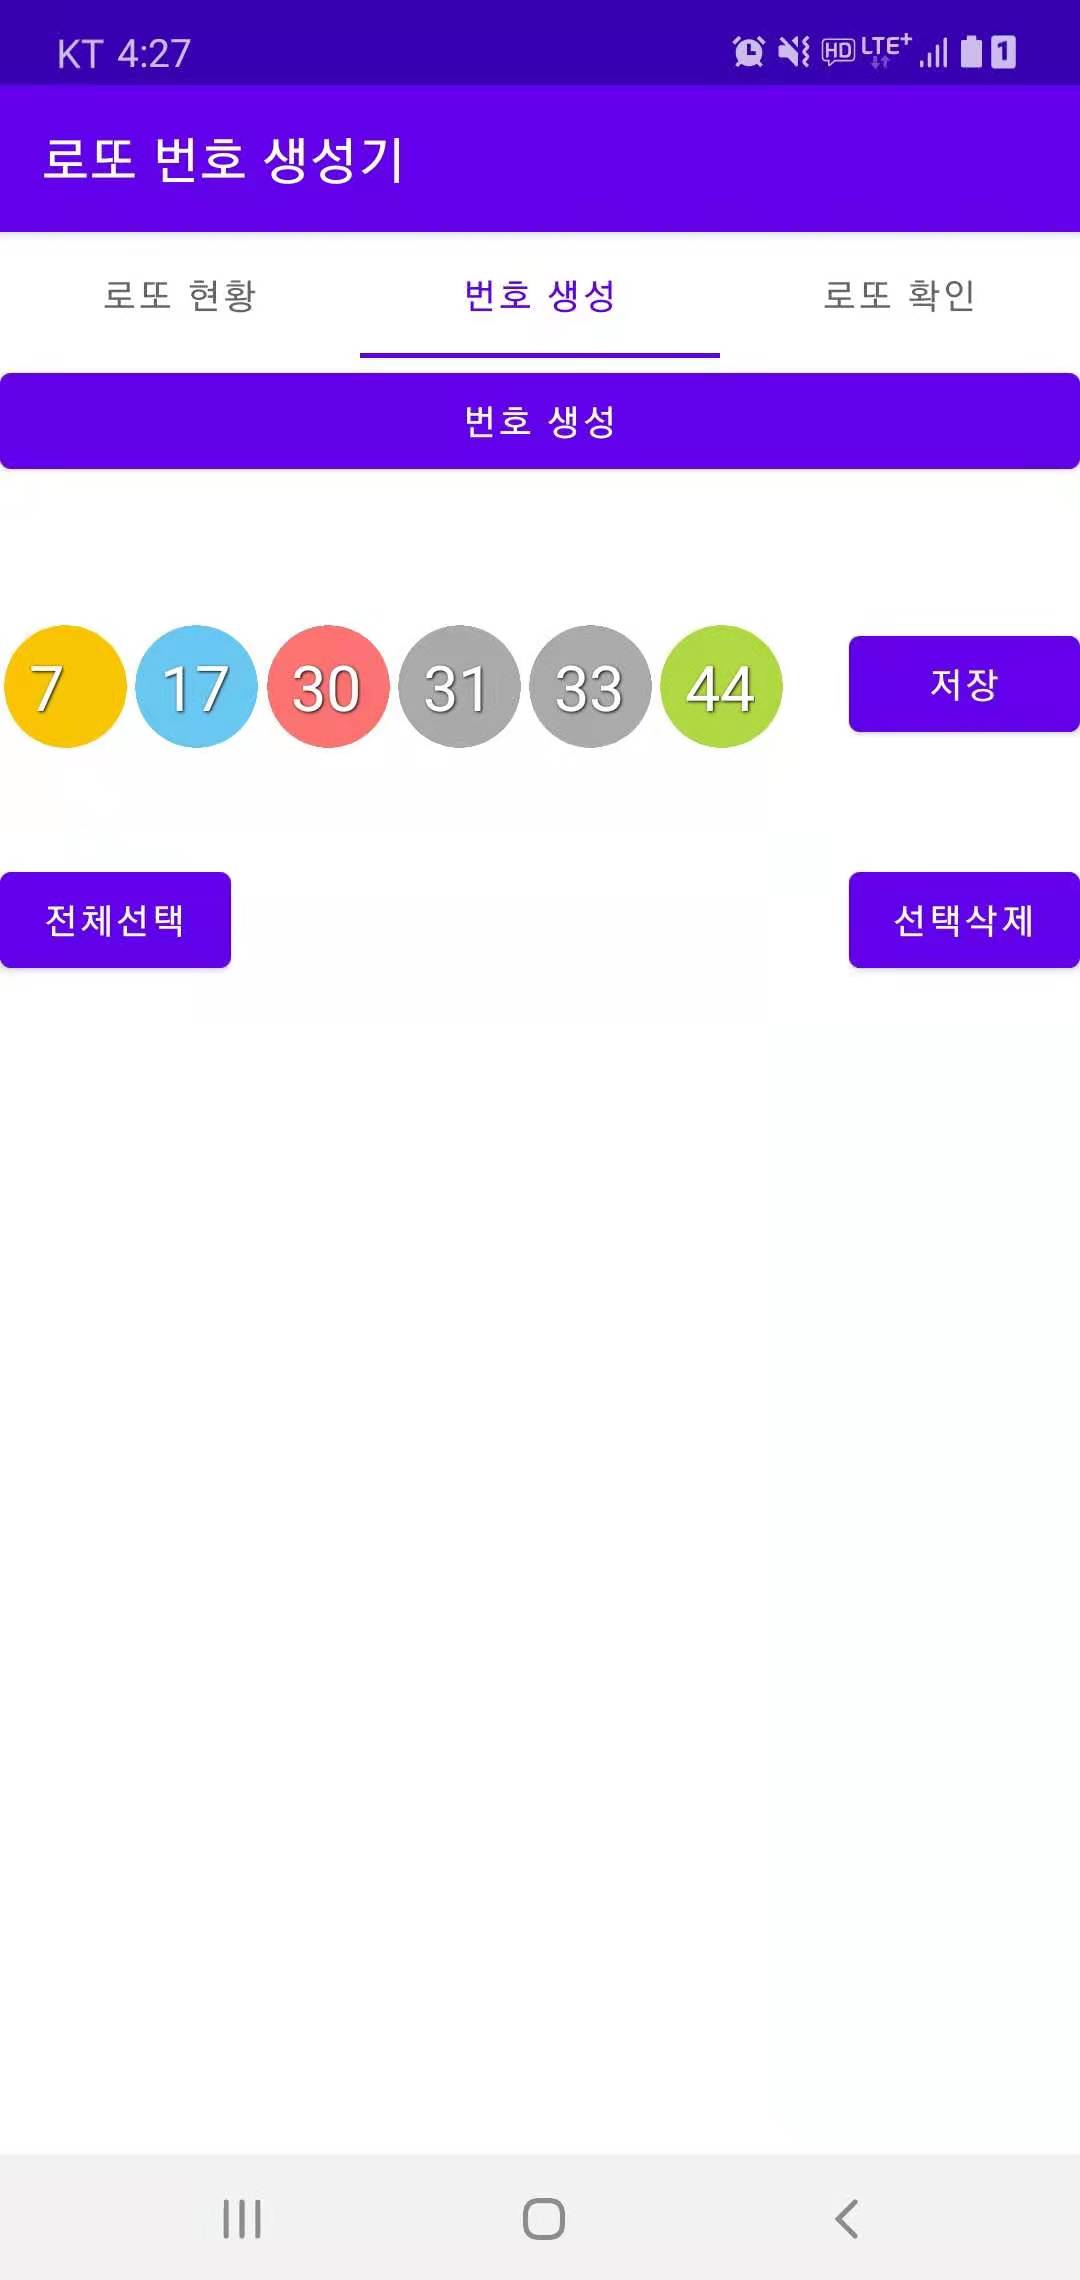 KT 4:27 HD LTE+ 1
로또 번호 생성기
로또 현황 번호 생성 로또 확인
번호 생성
7 17 30 31 33 44 저장
전체선택 선택삭제